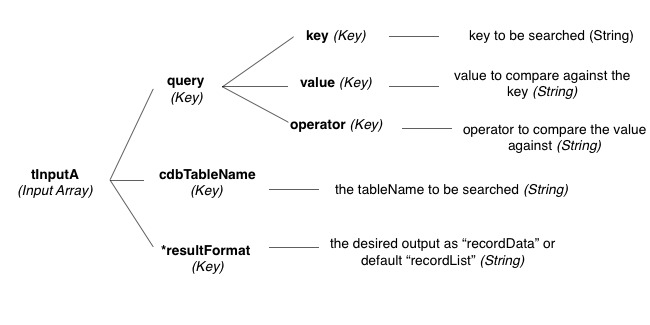 key (Key)
key to be searched (String)
query
(Key)
value (Key)
value to compare against the
key (String)
operator (Key)
operator to compare the value
against (String)
tInputA
(Input Array)
cdbTableName
(Key)
the tableName to be searched (String)
*resultFormat
(Key)
the desired output as “recordData” or
default “recordList” (String)